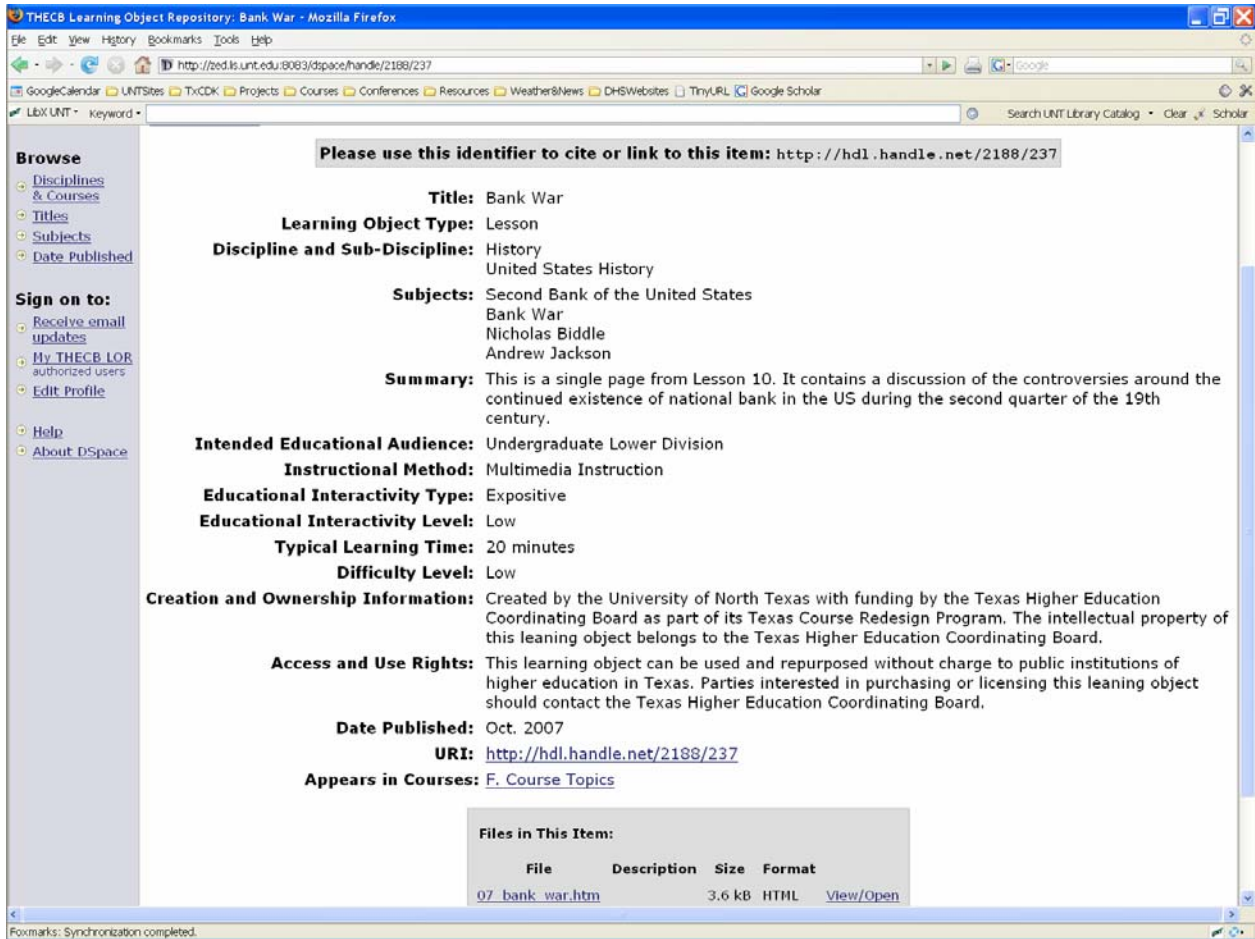 THECB Learning Object Repository: Bank War - Mozilla Firefox
File Edit View History Bookmarks Tools Help
http://zed.lis.unt.edu:8083/dspace/handle/2188/237
Google
GoogleCalendar UNTSites TxCDK Projects Courses Conferences Resources Weather&News DHSWebsites TinyURL Google Scholar
LibX UNT Keyword Search UNT Library Catalog Clear Scholar
Browse
Disciplines
& Courses
Titles
Subjects
Date Published
Sign on to:
Receive email
updates
My THECB LOR
authorized users
Edit Profile
Help
About DSpace
Please use this identifier to cite or link to this item: http://hdl.handle.net/2188/237
Title: Bank War
Learning Object Type: Lesson
Discipline and Sub-Discipline: History
United States History
Subjects: Second Bank of the United States
Bank War
Nicholas Biddle
Andrew Jackson
Summary: This is a single page from Lesson 10. It contains a discussion of the controversies around the
continued existence of national bank in the US during the second quarter of the 19th
century.
Intended Educational Audience: Undergraduate Lower Division
Instructional Method: Multimedia Instruction
Educational Interactivity Type: Expositive
Educational Interactivity Level: Low
Typical Learning Time: 20 minutes
Difficulty Level: Low
Creation and Ownership Information: Created by the University of North Texas with funding by the Texas Higher Education
Coordinating Board as part of its Texas Course Redesign Program. The intellectual property of
this leaning object belongs to the Texas Higher Education Coordinating Board.
Access and Use Rights: This learning object can be used and repurposed without charge to public institutions of
higher education in Texas. Parties interested in purchasing or licensing this leaning object
should contact the Texas Higher Education Coordinating Board.
Date Published: Oct. 2007
URI: http://hdl.handle.net/2188/237
Appears in Courses: F. Course Topics
Files in This Item:
File Description Size Format
07_bank_war.htm 3.6 kB HTML View/Open
Foxmarks: Synchronization completed.